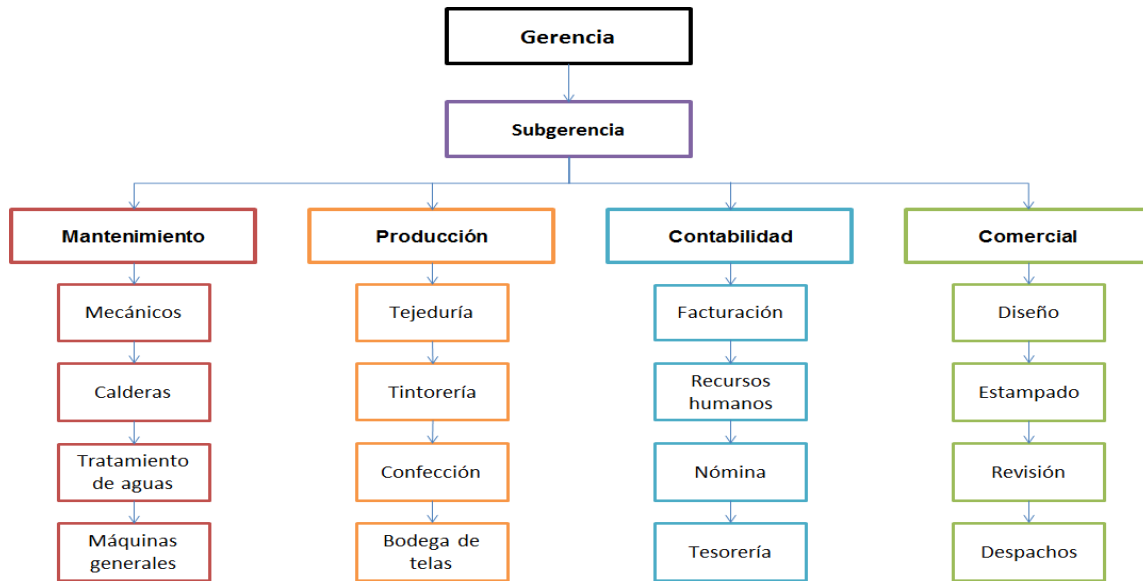 Gerencia
Subgerencia
Mantenimiento
Producción
Contabilidad
Comercial
Mecánicos
Tejeduría
Facturación
Diseño
Calderas
Tintorería
Recursos
humanos
Estampado
Tratamiento
de aguas
Confección
Nómina
Revisión
Máquinas
generales
Bodega de
telas
Tesorería
Despachos